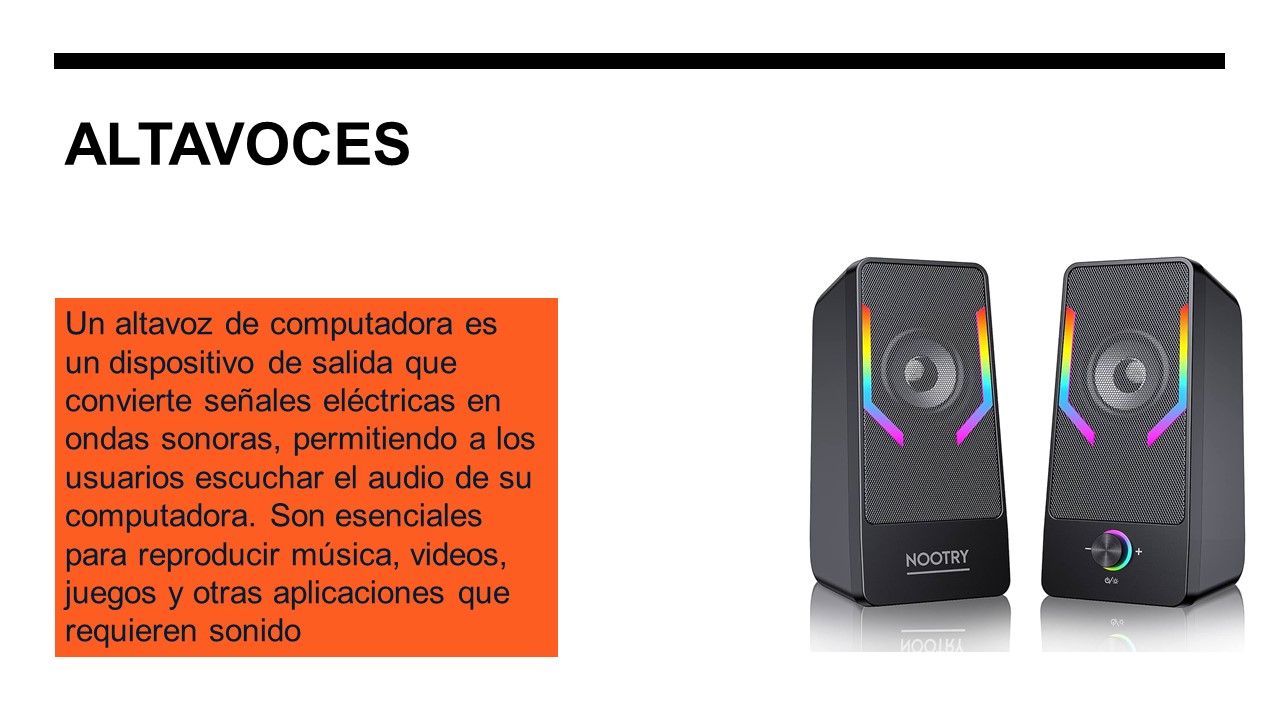 ALTAVOCES
Un altavoz de computadora es
un dispositivo de salida que
convierte señales eléctricas en
ondas sonoras, permitiendo a los
usuarios escuchar el audio de su
computadora. Son esenciales
para reproducir música, videos,
juegos y otras aplicaciones que
requieren sonido
NOOTRY
− +